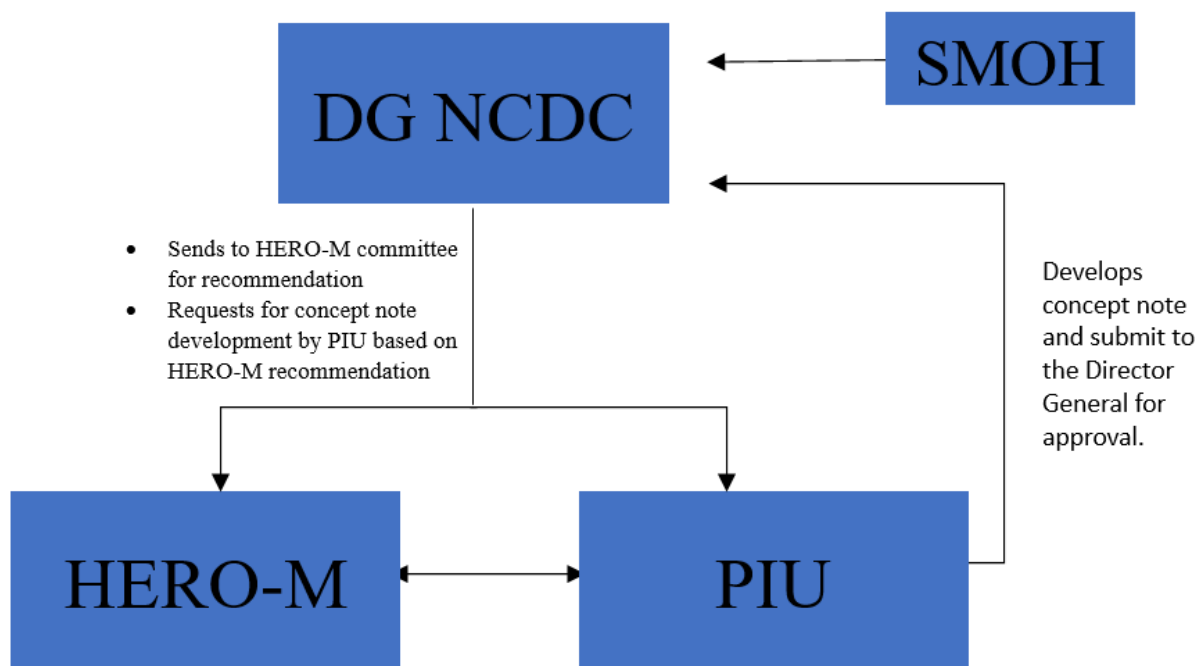 SMOH
DG NCDC
• Sends to HERO-M committee
for recommendation
• Requests for concept note
development by PIU based on
HERO-M recommendation
Develops
concept note
and submit to
the Director
General for
approval.
HERO-M
PIU